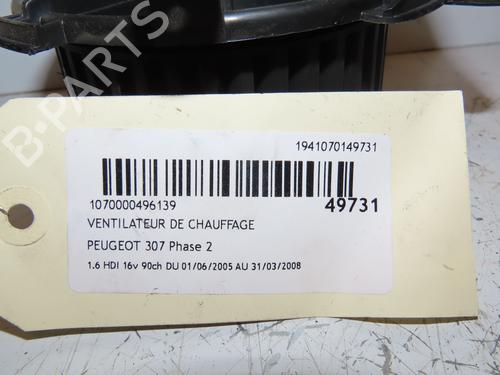 B-PARTS
1941070149731
1070000496139
49731
VENTILATEUR DE CHAUFFAGE
PEUGEOT 307 Phase 2
1.6 HDI 16v 90ch DU 01/06/2005 AU 31/03/2008